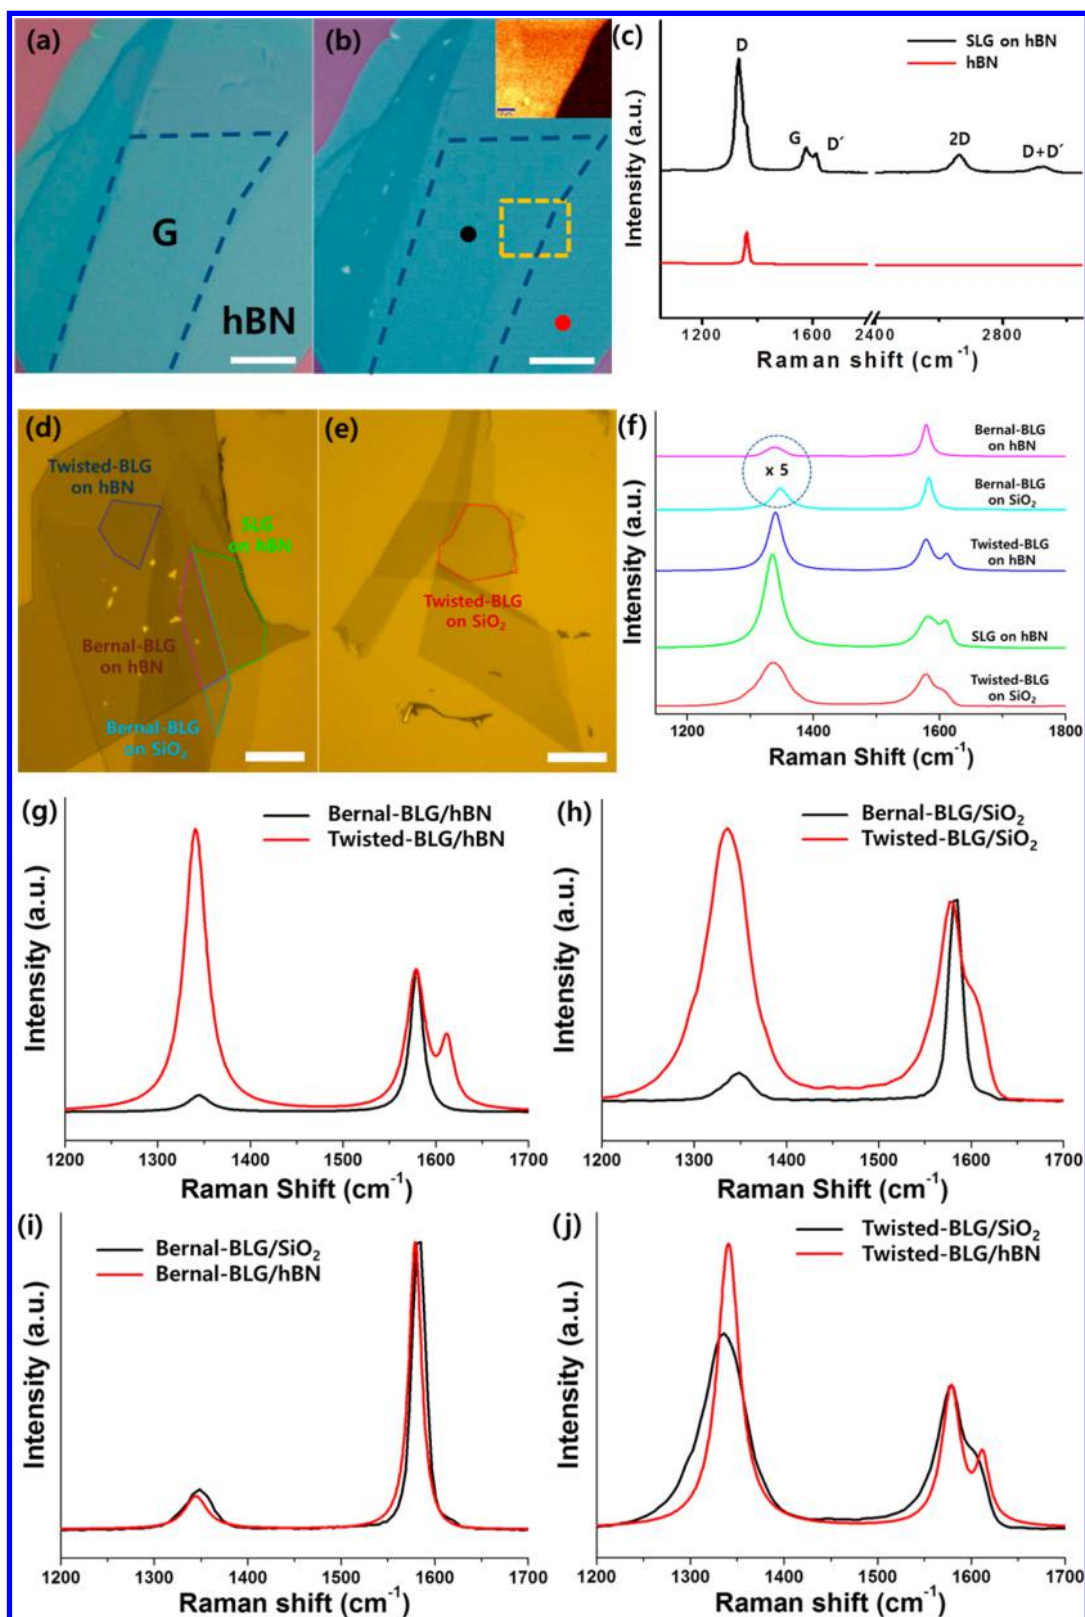 (a)
G
hBN
(b)
(c)
SLG on hBN
hBN
D
G
D´
2D
D+D´
Intensity (a.u.)
1200
1600
2400
2800
Raman shift (cm-1)
(d)
Twisted-BLG
on hBN
SLG
on hBN
Bernal-BLG
on hBN
Bernal-BLG
on SiO2
(e)
Twisted-BLG
on SiO2
(f)
Bernal-BLG
on hBN
x 5
Bernal-BLG
on SiO2
Twisted-BLG
on hBN
SLG on hBN
Twisted-BLG
on SiO2
Intensity (a.u.)
1200 1400 1600 1800
Raman Shift (cm-1)
(g)
Bernal-BLG/hBN
Twisted-BLG/hBN
Intensity (a.u.)
1200 1300 1400 1500 1600 1700
Raman Shift (cm-1)
(h)
Bernal-BLG/SiO2
Twisted-BLG/SiO2
Intensity (a.u.)
1200 1300 1400 1500 1600 1700
Raman Shift (cm-1)
(i)
Bernal-BLG/SiO2
Bernal-BLG/hBN
Intensity (a.u.)
1200 1300 1400 1500 1600 1700
Raman shift (cm-1)
(j)
Twisted-BLG/SiO2
Twisted-BLG/hBN
Intensity (a.u.)
1200 1300 1400 1500 1600 1700
Raman shift (cm-1)